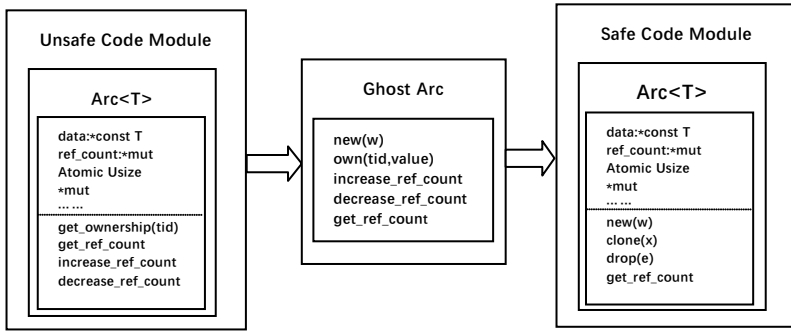 Unsafe Code Module
Arc<T>
data:*const T
ref_count:*mut
Atomic Usize
*mut
... ...
get_ownership(tid)
get_ref_count
increase_ref_count
decrease_ref_count
Ghost Arc
new(w)
own(tid,value)
increase_ref_count
decrease_ref_count
get_ref_count
Safe Code Module
Arc<T>
data:*const T
ref_count:*mut
Atomic Usize
*mut
... ...
new(w)
clone(x)
drop(e)
get_ref_count